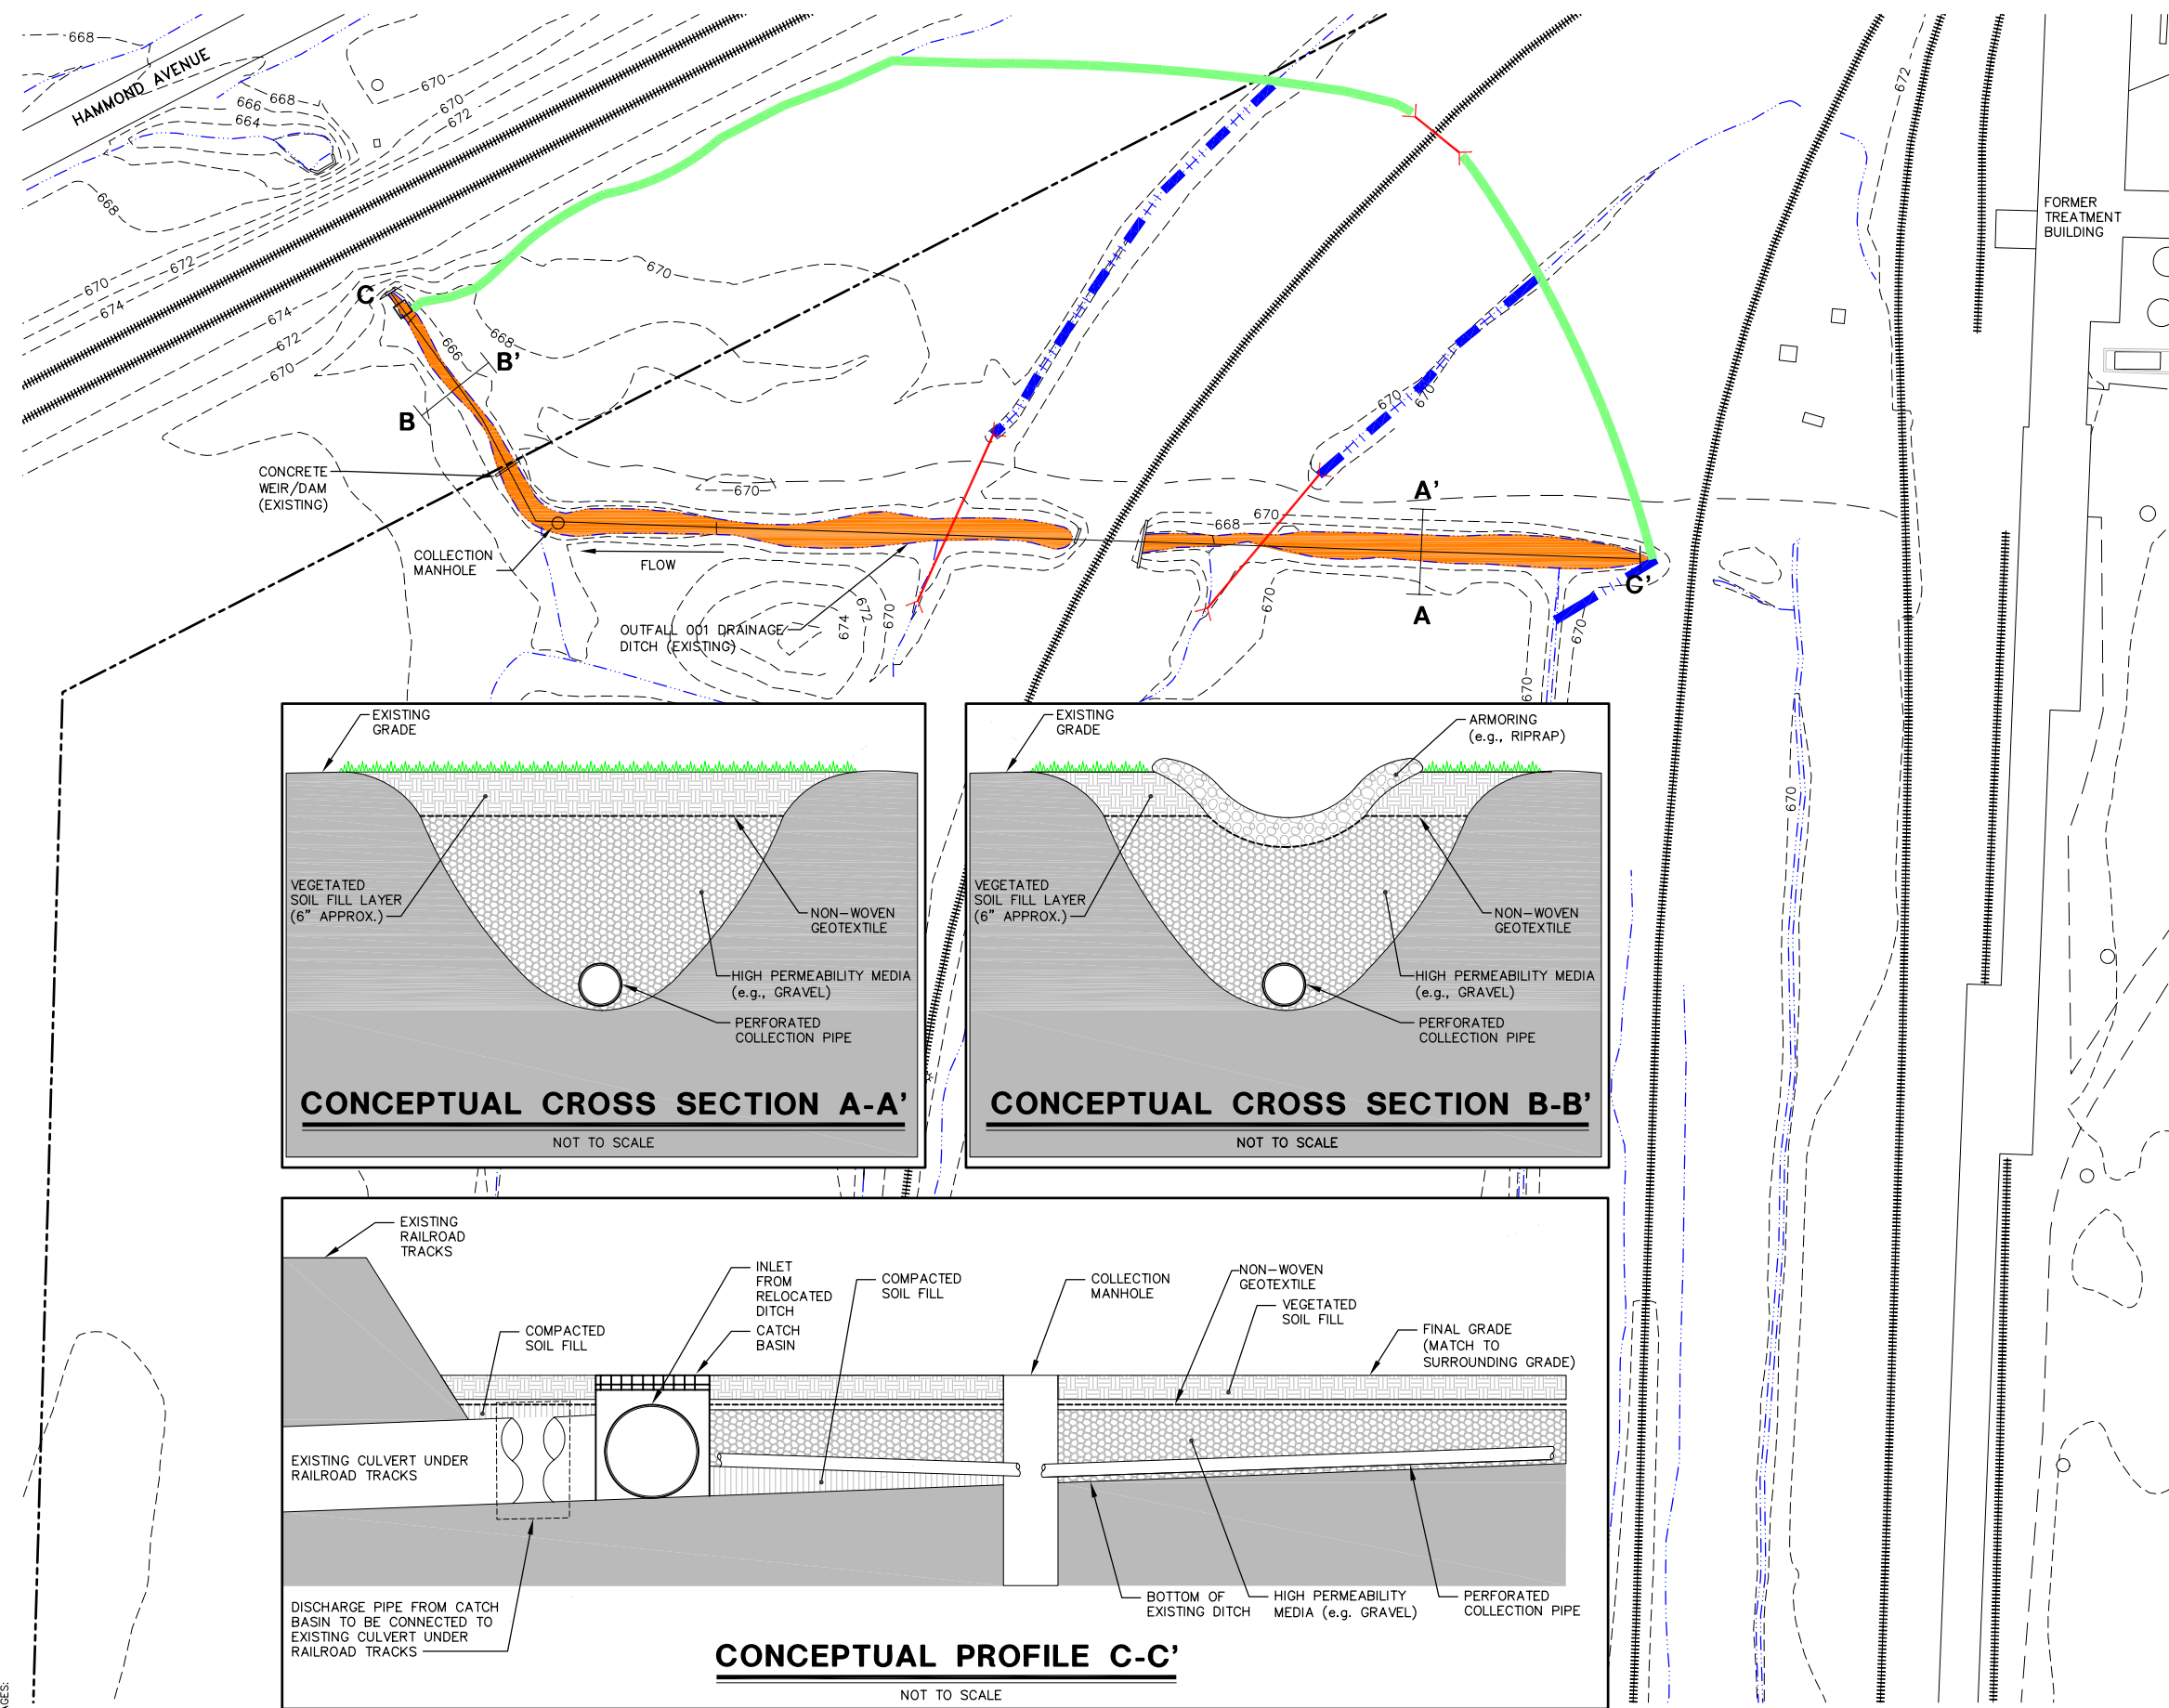 668
HAMMOND AVENUE
670
668
666
664
670
672
668
672
FORMER
TREATMENT
BUILDING
670
672
674
674
672
670
670
668
666
C
B'
B
670
670
CONCRETE
WEIR/DAM
(EXISTING)
670
A'
670
668
COLLECTION
MANHOLE
FLOW
C'
OUTFALL 001 DRAINAGE
DITCH (EXISTING)
674
672
670
670
A
670
670
670
EXISTING
GRADE
VEGETATED
SOIL FILL LAYER
(6" APPROX.)
NON-WOVEN
GEOTEXTILE
HIGH PERMEABILITY MEDIA
(e.g., GRAVEL)
PERFORATED
COLLECTION PIPE
CONCEPTUAL CROSS SECTION A-A'
NOT TO SCALE
EXISTING
GRADE
ARMORING
(e.g., RIPRAP)
VEGETATED
SOIL FILL LAYER
(6" APPROX.)
NON-WOVEN
GEOTEXTILE
HIGH PERMEABILITY MEDIA
(e.g., GRAVEL)
PERFORATED
COLLECTION PIPE
CONCEPTUAL CROSS SECTION B-B'
NOT TO SCALE
EXISTING
RAILROAD
TRACKS
COMPACTED
SOIL FILL
INLET
FROM
RELOCATED
DITCH
CATCH
BASIN
COMPACTED
SOIL FILL
COLLECTION
MANHOLE
NON-WOVEN
GEOTEXTILE
VEGETATED
SOIL FILL
FINAL GRADE
(MATCH TO
SURROUNDING GRADE)
EXISTING CULVERT UNDER
RAILROAD TRACKS
DISCHARGE PIPE FROM CATCH
BASIN TO BE CONNECTED TO
EXISTING CULVERT UNDER
RAILROAD TRACKS
BOTTOM OF
EXISTING DITCH
HIGH PERMEABILITY
MEDIA (e.g. GRAVEL)
PERFORATED
COLLECTION PIPE
CONCEPTUAL PROFILE C-C'
NOT TO SCALE